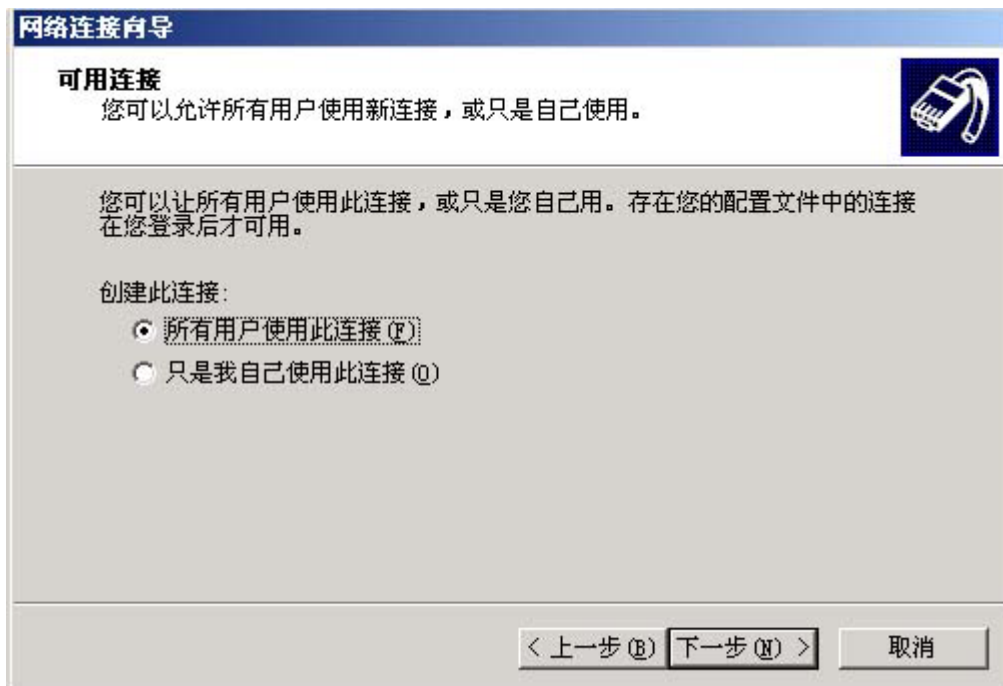 网络连接向导
可用连接
您可以允许所有用户使用新连接，或只是自己使用。
您可以让所有用户使用此连接，或只是您自己用。存在您的配置文件中的连接
在您登录后才可用。
创建此连接:
所有用户使用此连接(F)
只是我自己使用此连接(O)
< 上一步(B) 下一步(N) > 取消